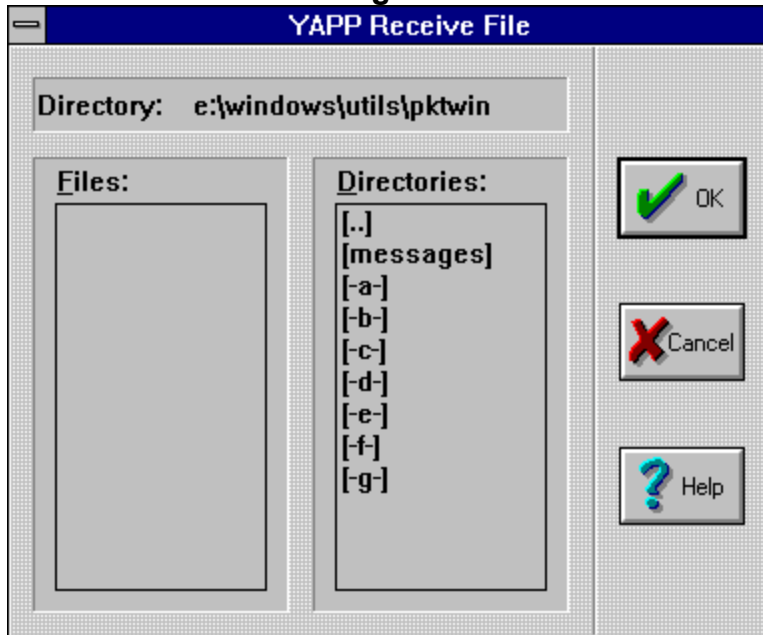 YAPP Receive File
Directory: e:\windows\utils\pktwin
Files:
Directories:
[..]
[messages]
[-a-]
[-b-]
[-c-]
[-d-]
[-e-]
[-f-]
[-g-]
OK
Cancel
Help